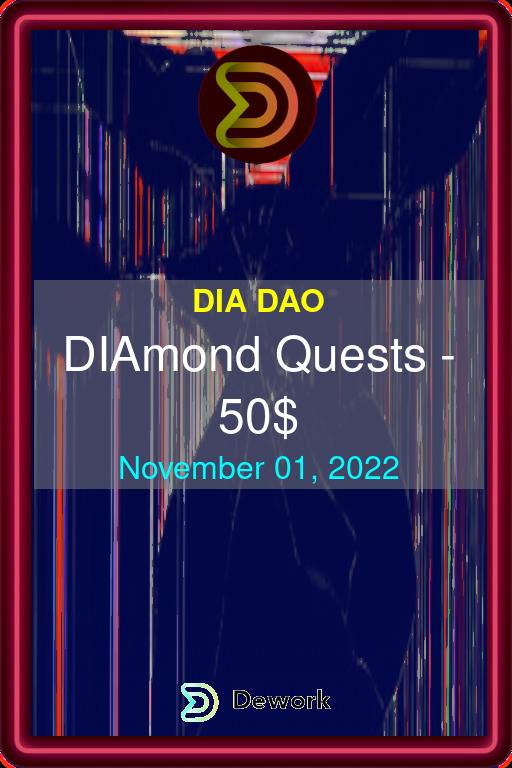 DIA DAO
DIAmond Quests -
50$
November 01, 2022
Dework